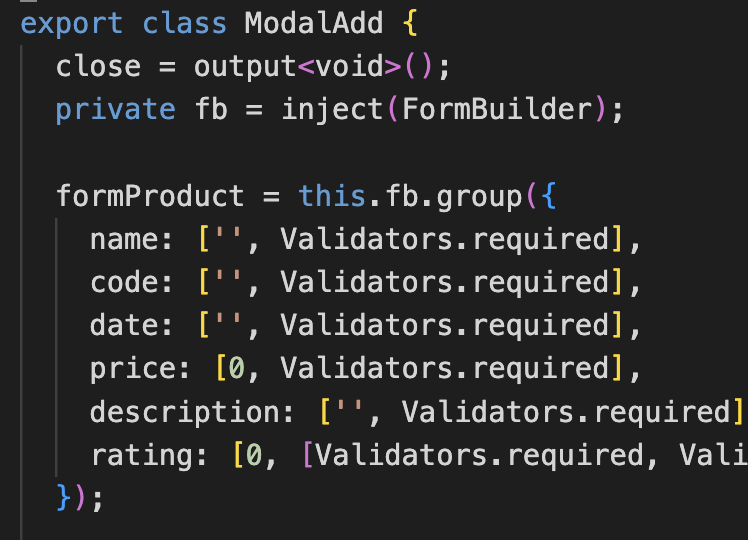 export class ModalAdd {
close = output<void>();
private fb = inject(FormBuilder);
formProduct = this.fb.group({
name: ['', Validators.required],
code: ['', Validators.required],
date: ['', Validators.required],
price: [0, Validators.required],
description: ['', Validators.required]
rating: [0, [Validators.required, Vali
});